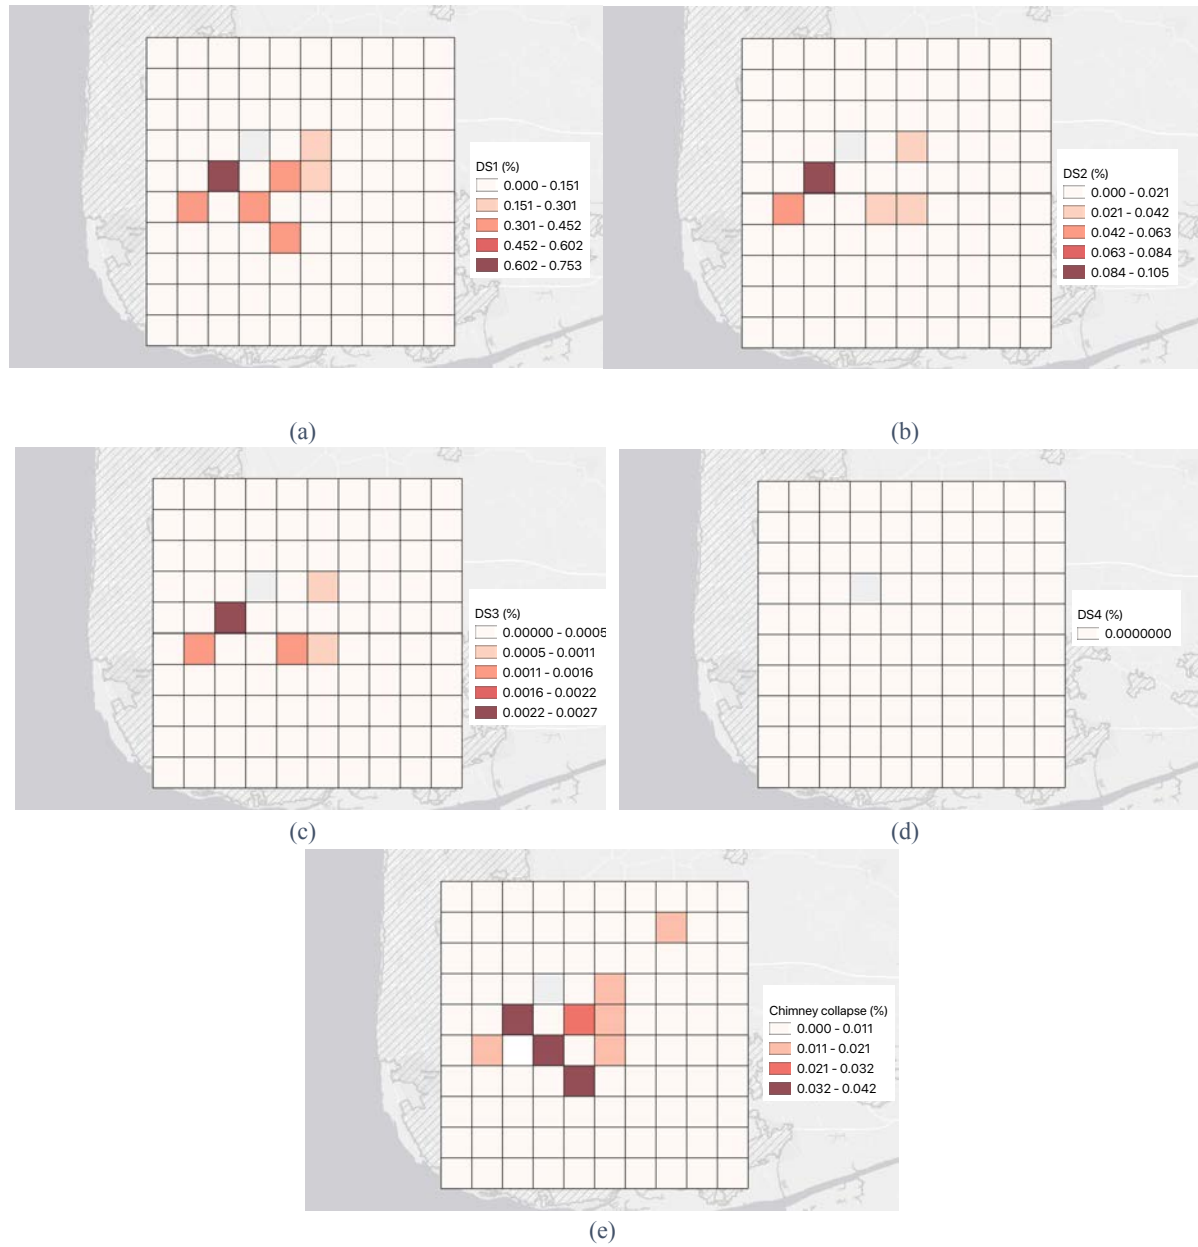 DS1 (%)
0.000 - 0.151
0.151 - 0.301
0.301 - 0.452
0.452 - 0.602
0.602 - 0.753
DS2 (%)
0.000 - 0.021
0.021 - 0.042
0.042 - 0.063
0.063 - 0.084
0.084 - 0.105
(a)
(b)
DS3 (%)
0.00000 - 0.0005
0.0005 - 0.0011
0.0011 - 0.0016
0.0016 - 0.0022
0.0022 - 0.0027
DS4 (%)
0.0000000
(c)
(d)
Chimney collapse (%)
0.000 - 0.011
0.011 - 0.021
0.021 - 0.032
0.032 - 0.042
(e)